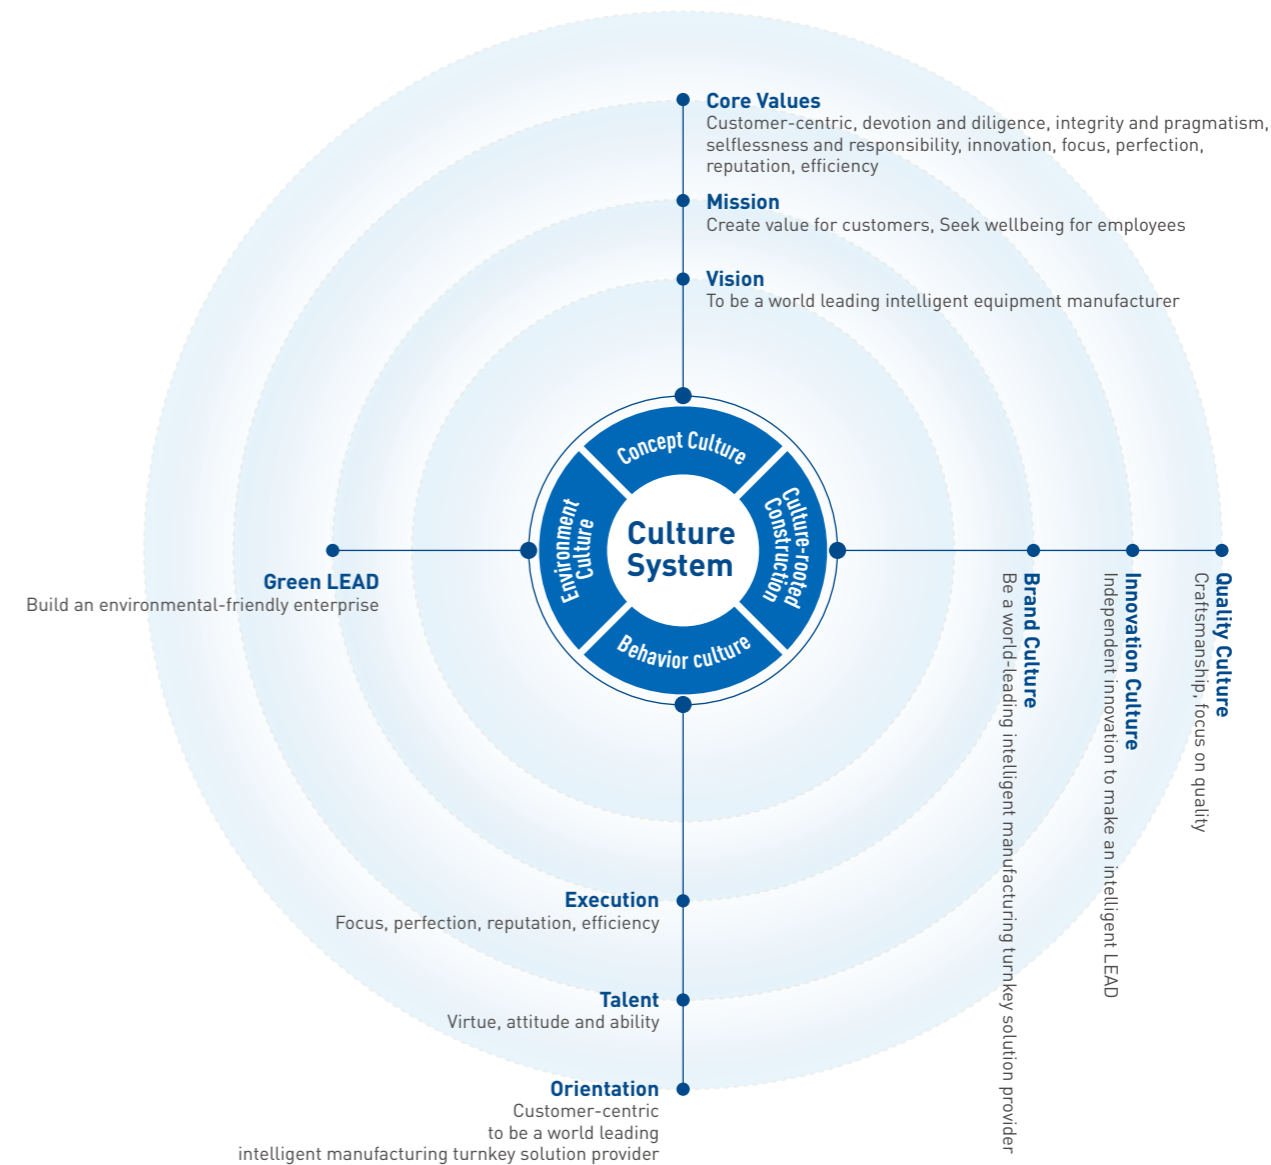 Core Values
Customer-centric, devotion and diligence, integrity and pragmatism,
selflessness and responsibility, innovation, focus, perfection,
reputation, efficiency
Mission
Create value for customers, Seek wellbeing for employees
Vision
To be a world leading intelligent equipment manufacturer
Concept Culture
Environment
Culture
Culture
System
Culture-rooted
Construction
Behavior culture
Green LEAD
Build an environmental-friendly enterprise
Brand Culture
Be a world-leading intelligent manufacturing turnkey solution provider
Innovation Culture
Independent innovation to make an intelligent LEAD
Quality Culture
Craftsmanship, focus on quality
Execution
Focus, perfection, reputation, efficiency
Talent
Virtue, attitude and ability
Orientation
Customer-centric
to be a world leading
intelligent manufacturing turnkey solution provider